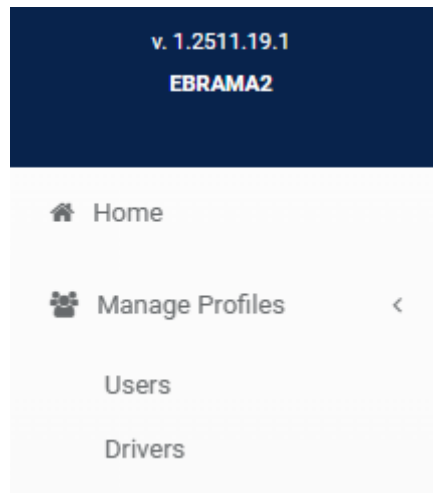 v. 1.2511.19.1
EBRAMA2
Home
Manage Profiles
Users
Drivers